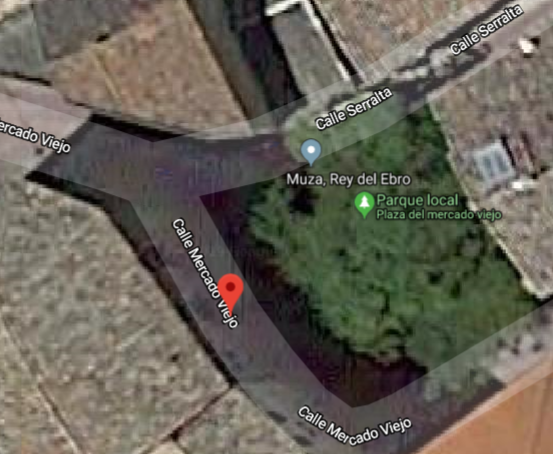 Calle Serralta
Calle Serralta
ercado Viejo
Muza, Rey del Ebro
Parque local
Plaza del mercado viejo
Calle Mercado Viejo
Calle Mercado Viejo